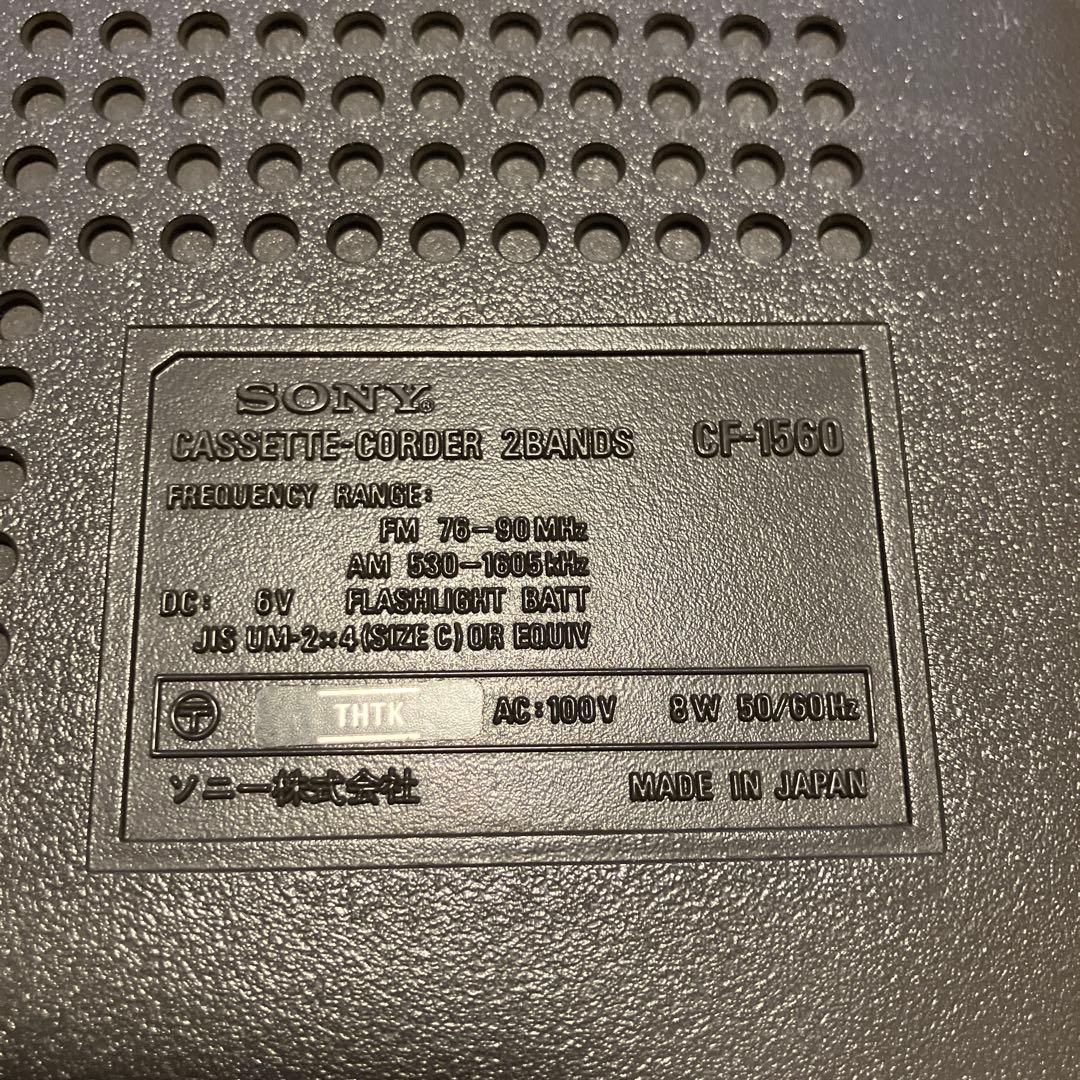 SONY®
CASSETTE-CORDER 2BANDS CF-1560
FREQUENCY RANGE:
FM 76-90MHz
AM 530-1605kHz
DC: 6V FLASHLIGHT BATT
JIS UM-2×4(SIZE C)OR EQUIV
〶 THTK AC:100V 8W 50/60Hz
ソニー株式会社 MADE IN JAPAN